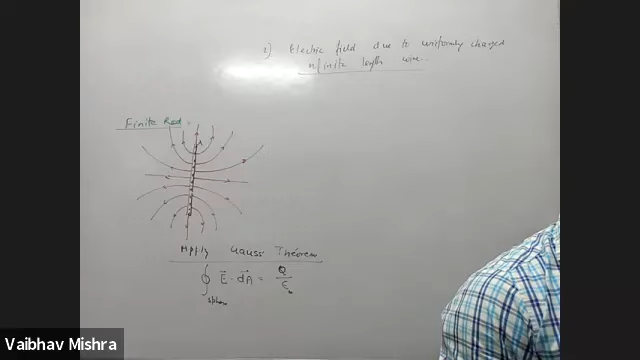 2) Electric field due to uniformly charged
infinite length wire..
Finite Rod :
A
Apply Gauss Theorem
∮ E⃗ · dA⃗ = Q/ε₀
sphere
Vaibhav Mishra